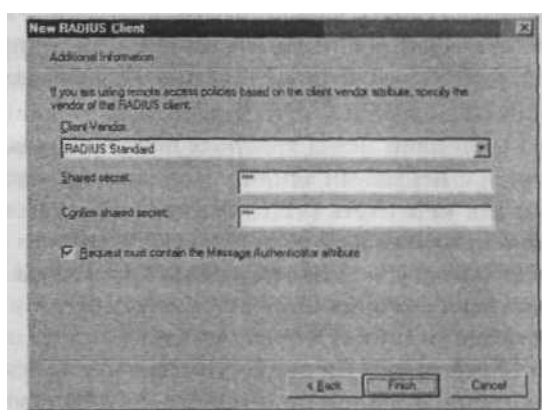 New RADIUS Client
Additional Information
If you are using remote access policies based on the client vendor attribute, specify the
vendor of the RADIUS client.
Client-Vendor:
RADIUS Standard
Shared secret:
Confirm shared secret:
Request must contain the Message Authenticator attribute
< Back
Finish
Cancel